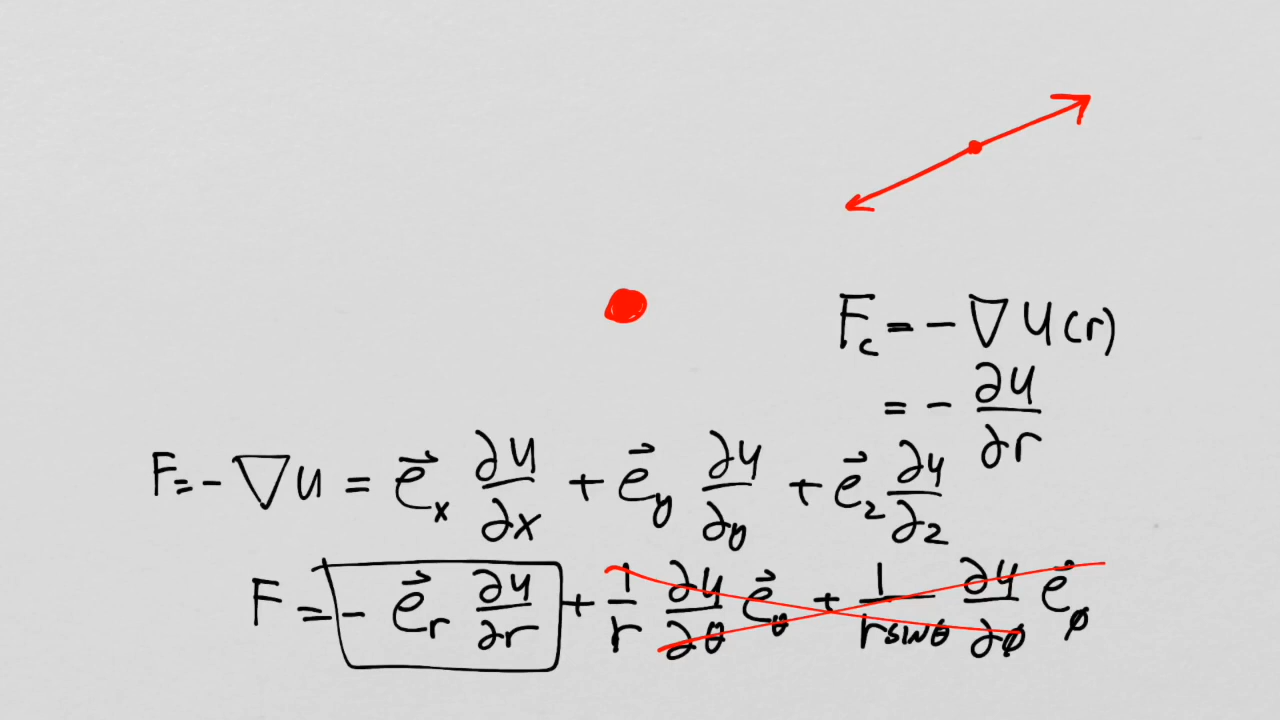 F_c = - ∇ U(r)
= - ∂U/∂r
F = - ∇U = e⃗_x ∂U/∂x + e⃗_y ∂U/∂y + e⃗_z ∂U/∂z
F = - e⃗_r ∂U/∂r + 1/r ∂U/∂θ e⃗_θ + 1/(r sinθ) ∂U/∂ϕ e⃗_ϕ